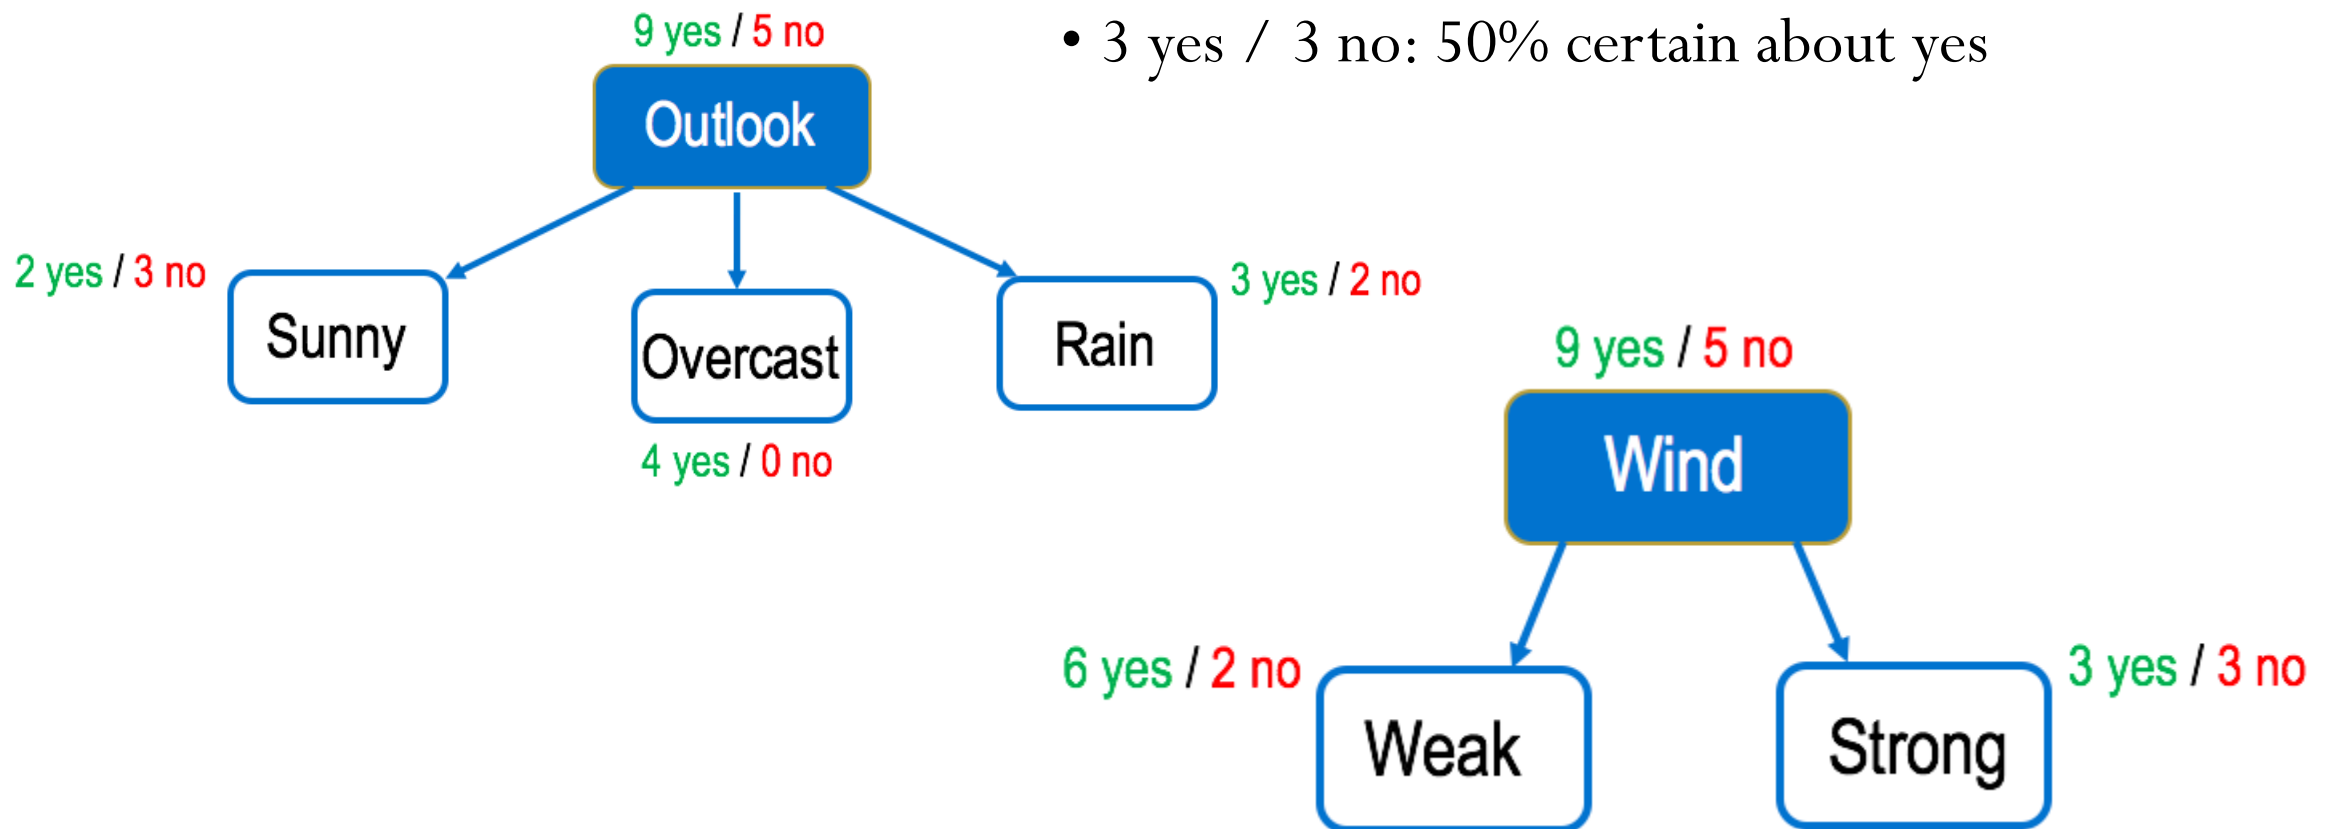 9 yes / 5 no
• 3 yes / 3 no: 50% certain about yes
Outlook
2 yes / 3 no
Sunny
Overcast
4 yes / 0 no
Rain
3 yes / 2 no
9 yes / 5 no
Wind
6 yes / 2 no
Weak
Strong
3 yes / 3 no